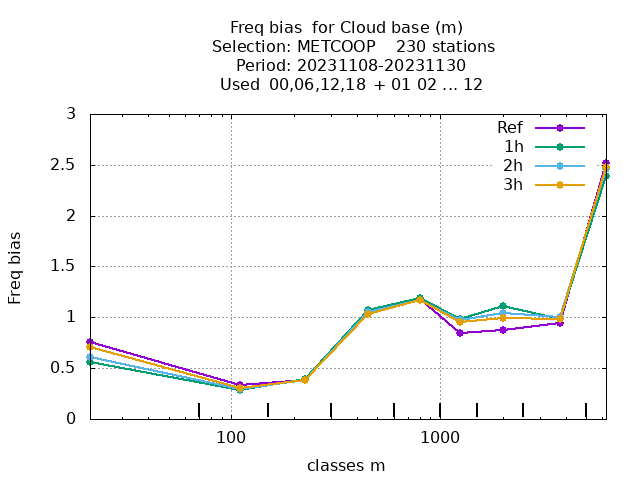 Freq bias  for Cloud base (m)
Selection: METCOOP    230 stations
Period: 20231108-20231130
Used  00,06,12,18  + 01 02 ... 12
Ref
1h
2h
3h
3
2.5
2
1.5
1
0.5
0
Freq bias
100
1000
classes m